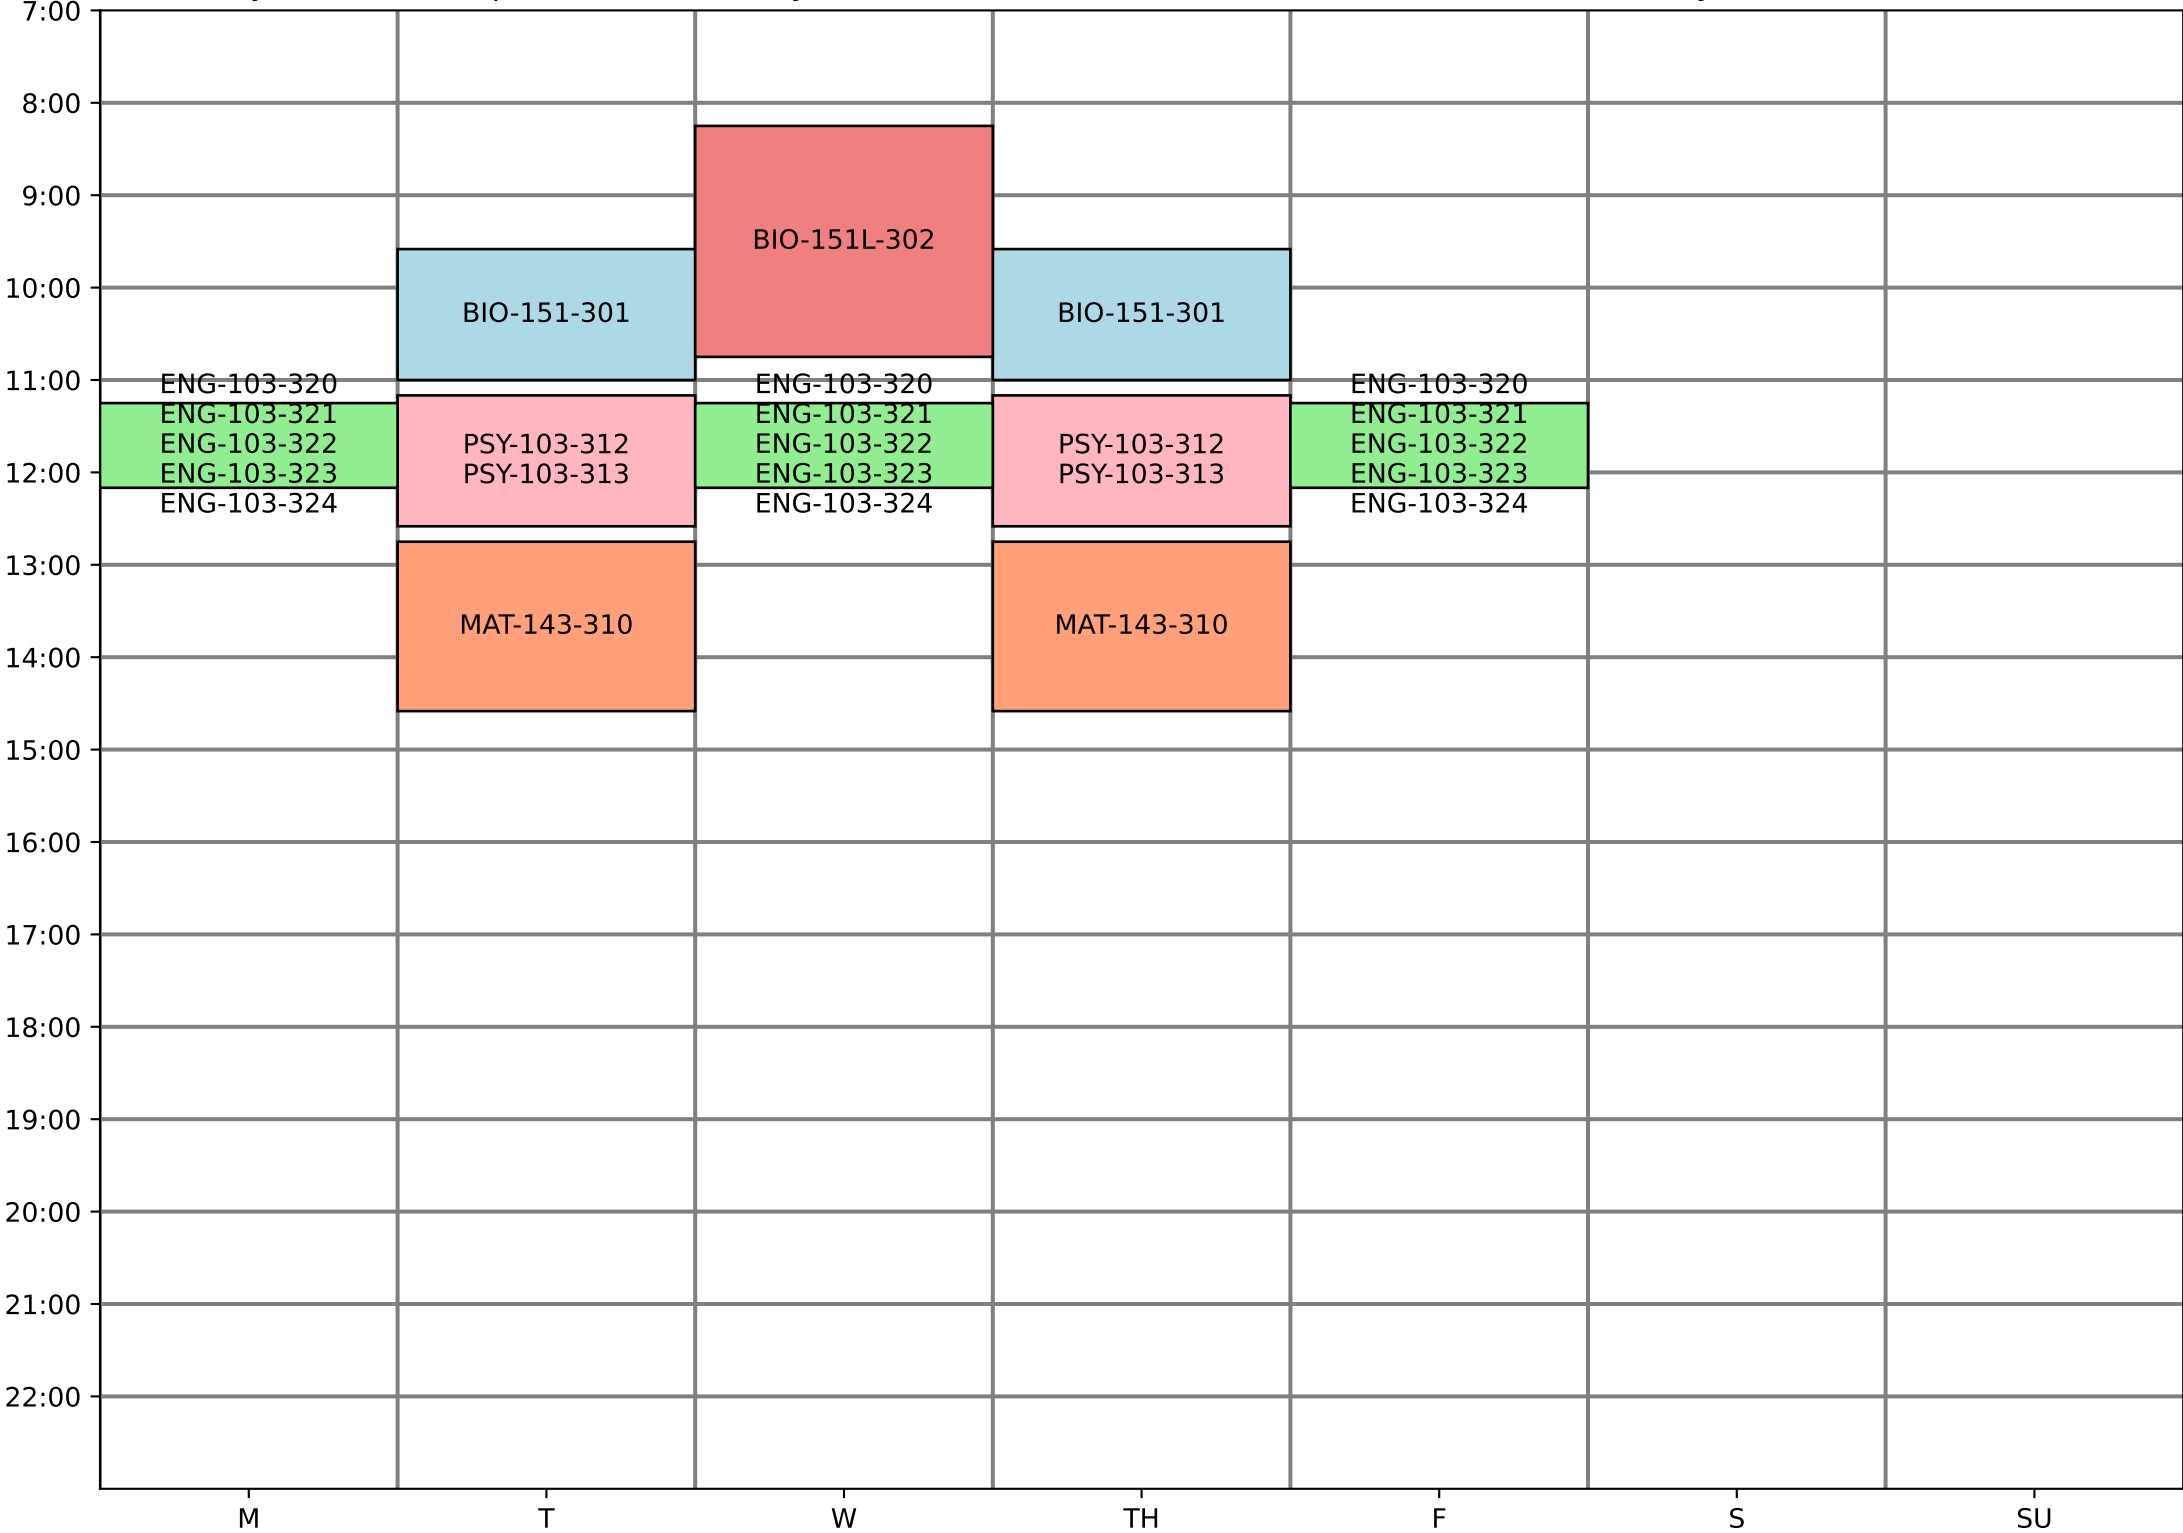 7:00
8:00
9:00
10:00
11:00
12:00
13:00
14:00
15:00
16:00
17:00
18:00
19:00
20:00
21:00
22:00
ENG-103-320
ENG-103-321
ENG-103-322
ENG-103-323
ENG-103-324
BIO-151-301
PSY-103-312
PSY-103-313
MAT-143-310
BIO-151L-302
ENG-103-320
ENG-103-321
ENG-103-322
ENG-103-323
ENG-103-324
BIO-151-301
PSY-103-312
PSY-103-313
MAT-143-310
ENG-103-320
ENG-103-321
ENG-103-322
ENG-103-323
ENG-103-324
M
T
W
TH
F
S
SU